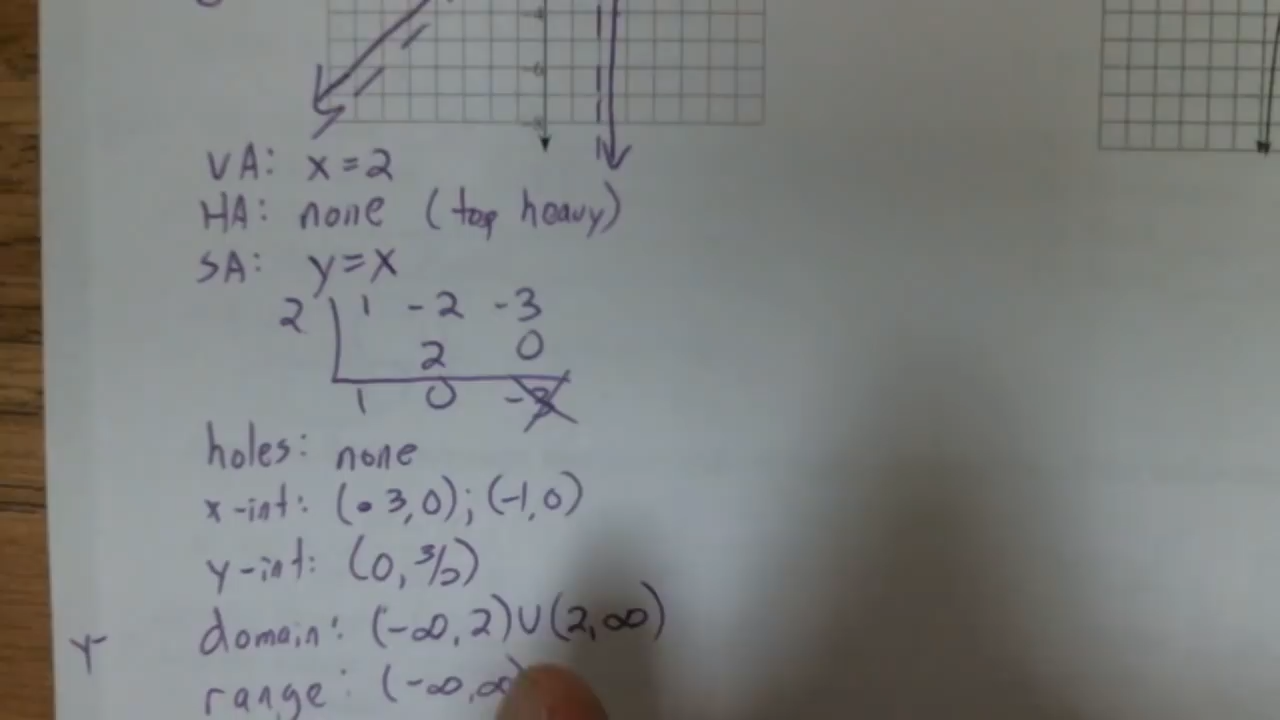 -6
VA: x=2
HA: none (top heavy)
SA: y=x
2 | 1 -2 -3
2 0
1 0 -3
holes: none
x-int: (3,0); (-1,0)
y-int: (0, 3/2)
domain: (-∞,2)∪(2,∞)
range: (-∞,∞)